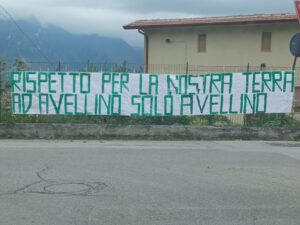 RISPETTO PER LA NOSTRA TERRA
AD AVELLINO SOLO AVELLINO